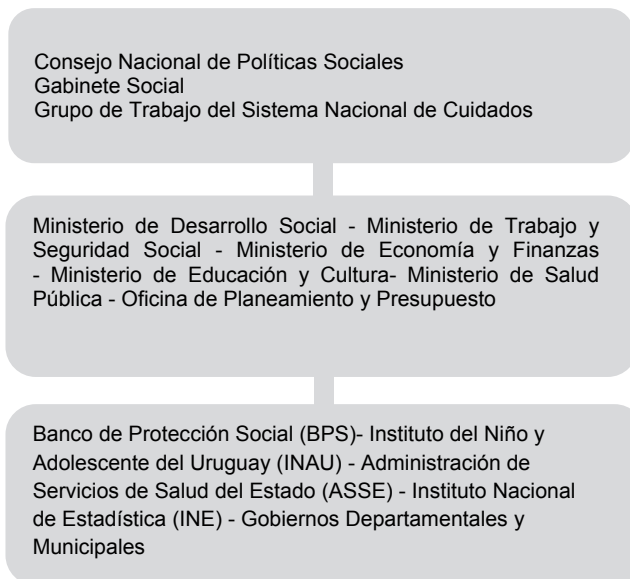 Consejo Nacional de Políticas Sociales
Gabinete Social
Grupo de Trabajo del Sistema Nacional de Cuidados
Ministerio de Desarrollo Social - Ministerio de Trabajo y
Seguridad Social - Ministerio de Economía y Finanzas
- Ministerio de Educación y Cultura- Ministerio de Salud
Pública - Oficina de Planeamiento y Presupuesto
Banco de Protección Social (BPS)- Instituto del Niño y
Adolescente del Uruguay (INAU) - Administración de
Servicios de Salud del Estado (ASSE) - Instituto Nacional
de Estadística (INE) - Gobiernos Departamentales y
Municipales